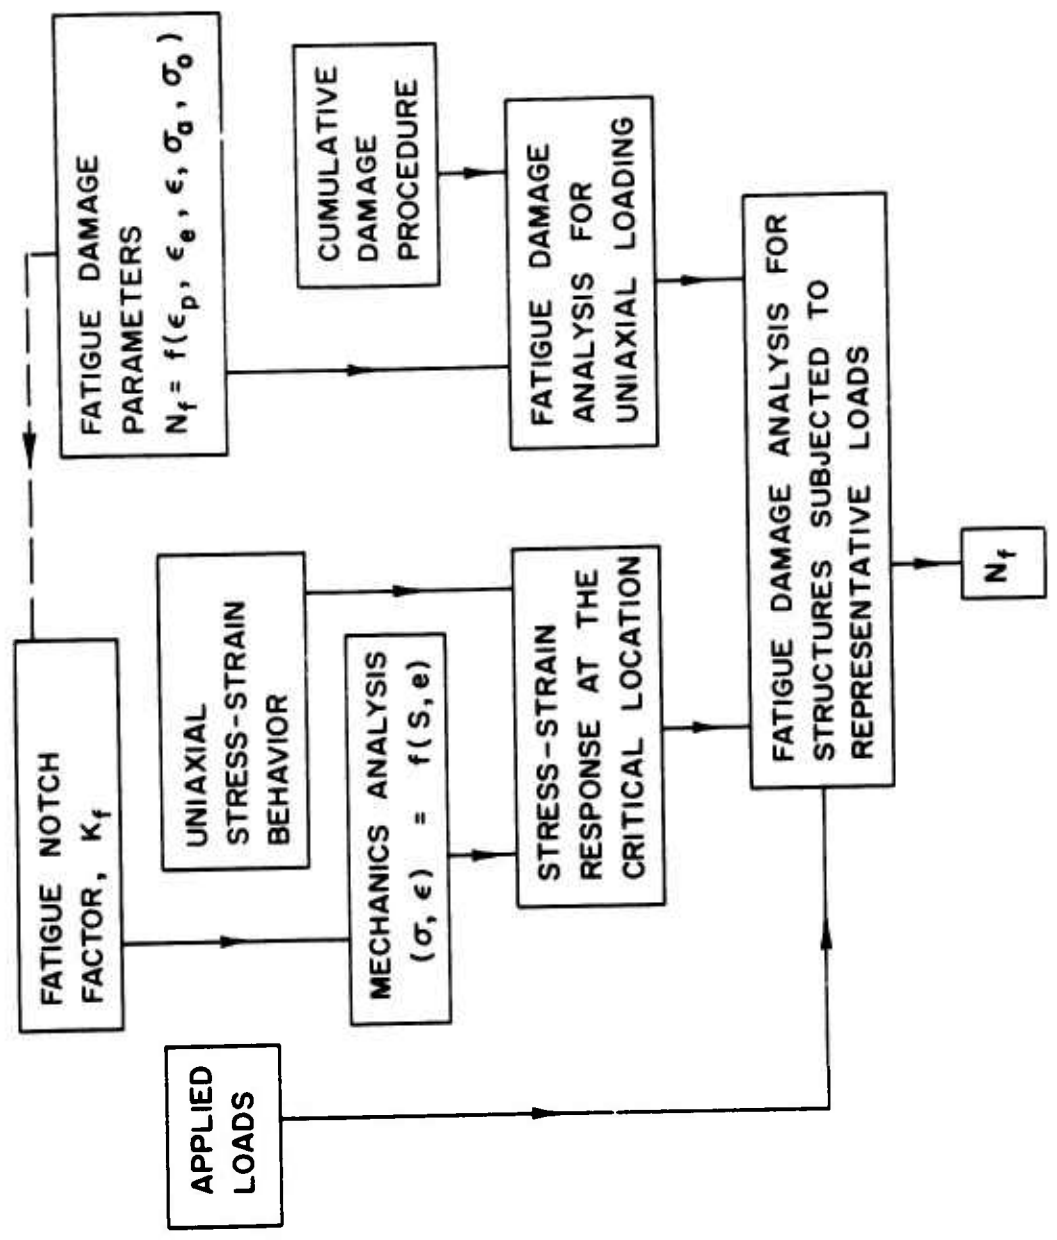 APPLIED
LOADS
FATIGUE NOTCH
FACTOR, K_f
UNIAXIAL
STRESS-STRAIN
BEHAVIOR
MECHANICS ANALYSIS
(σ, ϵ) = f(S, e)
STRESS-STRAIN
RESPONSE AT THE
CRITICAL LOCATION
FATIGUE DAMAGE
PARAMETERS
N_f = f(ϵ_p, ϵ_e, ϵ, σ_a, σ_o)
CUMULATIVE
DAMAGE
PROCEDURE
FATIGUE DAMAGE
ANALYSIS FOR
UNIAXIAL LOADING
FATIGUE DAMAGE ANALYSIS FOR
STRUCTURES SUBJECTED TO
REPRESENTATIVE LOADS
N_f